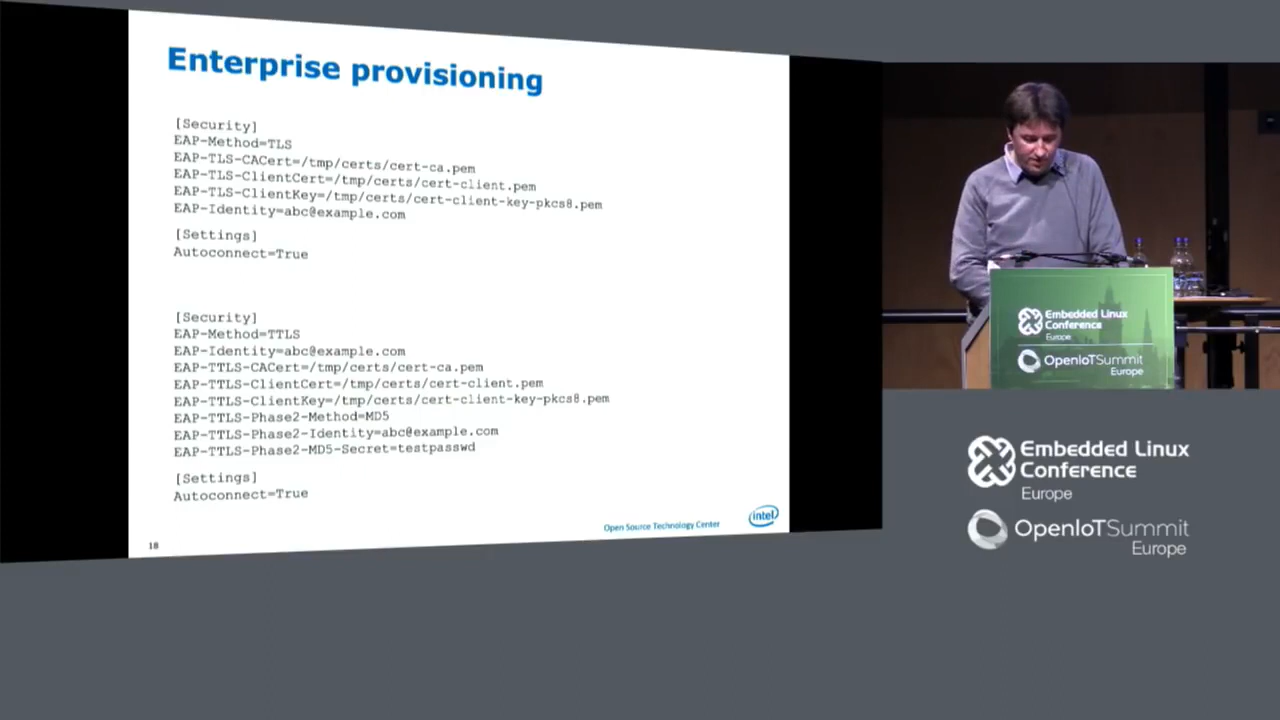 Enterprise provisioning
[Security]
EAP-Method=TLS
EAP-TLS-CACert=/tmp/certs/cert-ca.pem
EAP-TLS-ClientCert=/tmp/certs/cert-client.pem
EAP-TLS-ClientKey=/tmp/certs/cert-client-key-pkcs8.pem
EAP-Identity=abc@example.com
[Settings]
Autoconnect=True
[Security]
EAP-Method=TTLS
EAP-Identity=abc@example.com
EAP-TTLS-CACert=/tmp/certs/cert-ca.pem
EAP-TTLS-ClientCert=/tmp/certs/cert-client.pem
EAP-TTLS-ClientKey=/tmp/certs/cert-client-key-pkcs8.pem
EAP-TTLS-Phase2-Method=MD5
EAP-TTLS-Phase2-Identity=abc@example.com
EAP-TTLS-Phase2-MD5-Secret=testpasswd
[Settings]
Autoconnect=True
Open Source Technology Center
intel
18
Embedded Linux
Conference
Europe
OpenIoTSummit
Europe
Embedded Linux
Conference
Europe
OpenIoTSummit
Europe